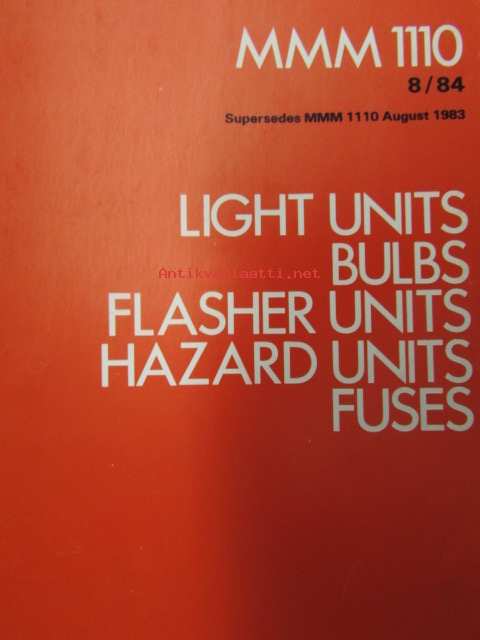 MMM 1110
8/84
Supersedes MMM 1110 August 1983
LIGHT UNITS
BULBS
FLASHER UNITS
HAZARD UNITS
FUSES